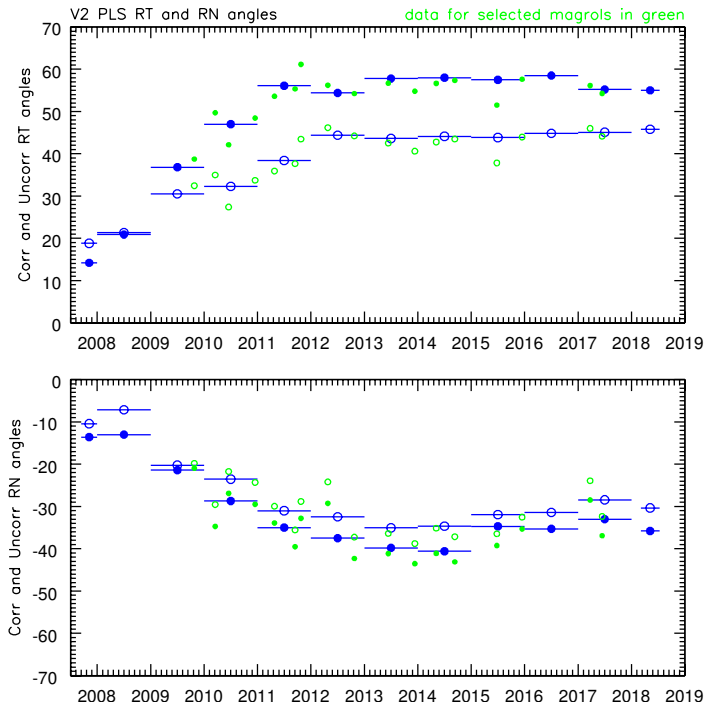 V2 PLS RT and RN angles
data for selected magrols in green
Corr and Uncorr RT angles
70
60
50
40
30
20
10
0
2008 2009 2010 2011 2012 2013 2014 2015 2016 2017 2018 2019
Corr and Uncorr RN angles
0
-10
-20
-30
-40
-50
-60
-70
2008 2009 2010 2011 2012 2013 2014 2015 2016 2017 2018 2019